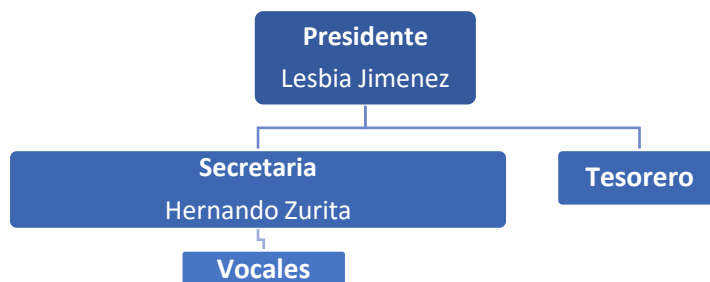 Presidente
Lesbia Jimenez
Secretaria
Hernando Zurita
Tesorero
Vocales